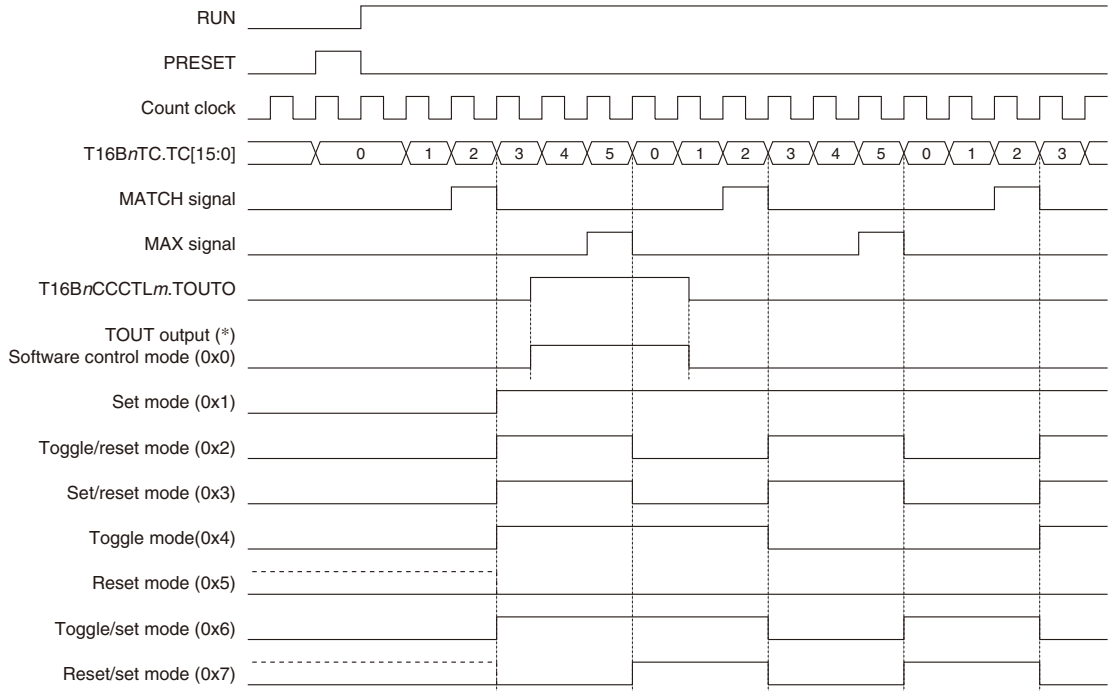 RUN
PRESET
Count clock
T16BnTC.TC[15:0] 0 1 2 3 4 5 0 1 2 3 4 5 0 1 2 3
MATCH signal
MAX signal
T16BnCCCTLm.TOUTO
TOUT output (*)
Software control mode (0x0)
Set mode (0x1)
Toggle/reset mode (0x2)
Set/reset mode (0x3)
Toggle mode(0x4)
Reset mode (0x5)
Toggle/set mode (0x6)
Reset/set mode (0x7)